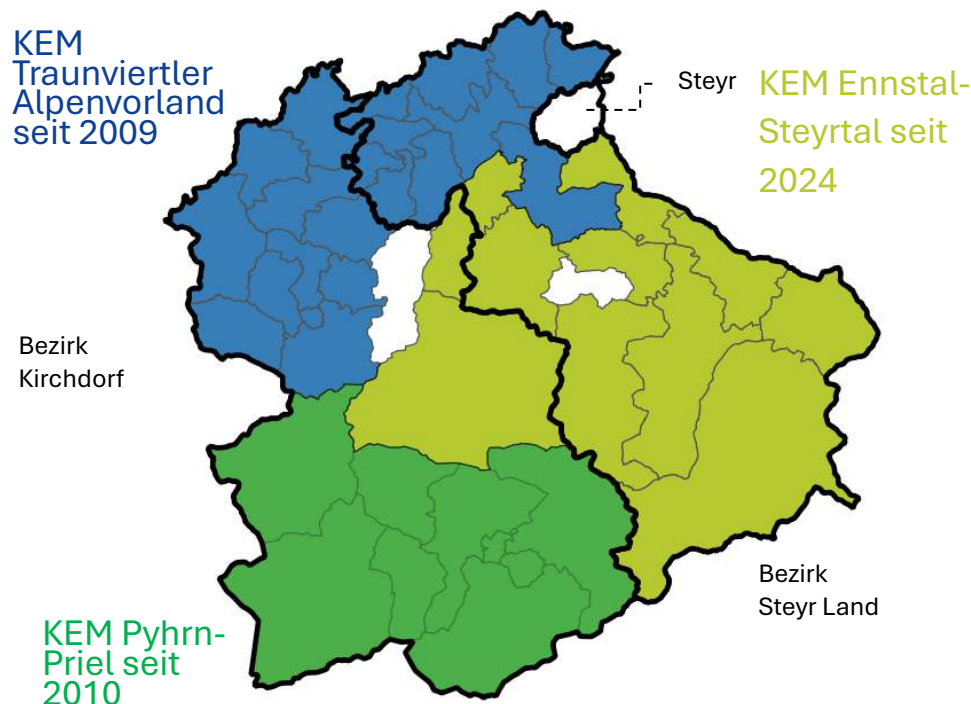 KEM
Traunviertler
Alpenvorland
seit 2009
Steyr
KEM Ennstal-
Steyrtal seit
2024
Bezirk
Kirchdorf
Bezirk
Steyr Land
KEM Pyhrn-
Priel seit
2010